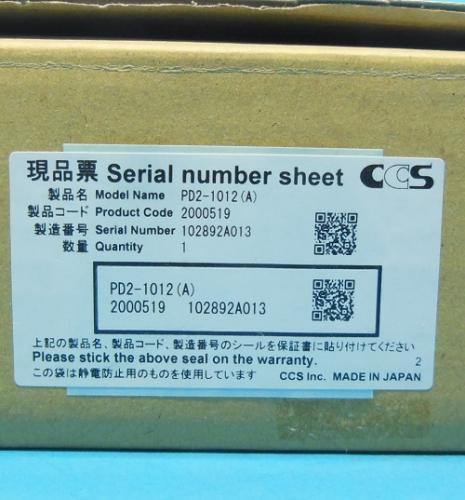 現品票 Serial number sheet CCS
製品名 Model Name PD2-1012(A)
製品コード Product Code 2000519
製造番号 Serial Number 102892A013
数量 Quantity 1
PD2-1012(A)
2000519 102892A013
上記の製品名、製品コード、製造番号のシールを保証書に貼り付けてください
Please stick the above seal on the warranty. 2
この袋は静電防止用のものを使用しています CCS Inc. MADE IN JAPAN